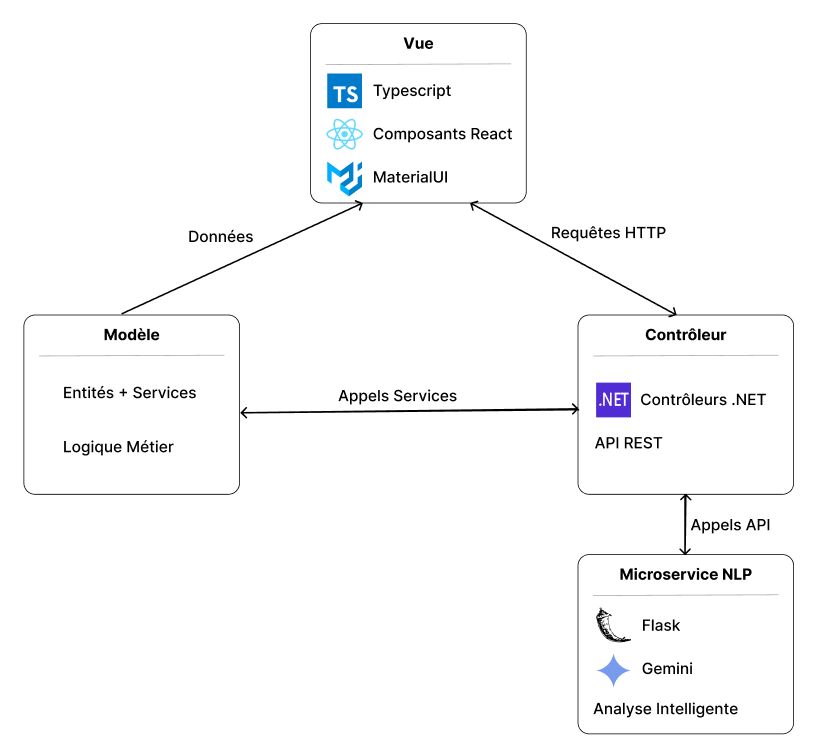 Vue
TS
Typescript
Composants React
MaterialUI
Données
Requêtes HTTP
Modèle
Entités + Services
Logique Métier
Appels Services
Contrôleur
.NET
Contrôleurs .NET
API REST
Appels API
Microservice NLP
Flask
Gemini
Analyse Intelligente